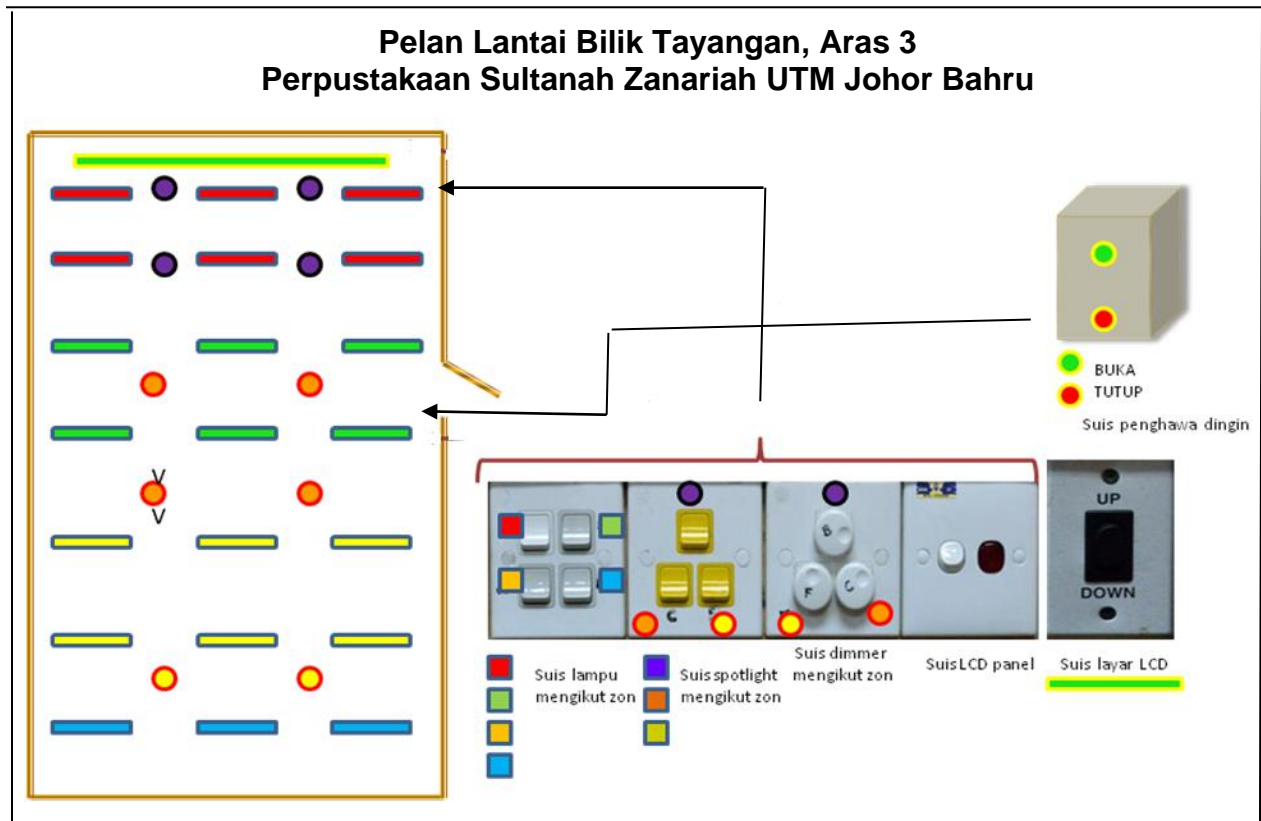 Pelan Lantai Bilik Tayangan, Aras 3
Perpustakaan Sultanah Zanariah UTM Johor Bahru
BUKA
TUTUP
Suis penghawa dingin
V
V
B
F
C
UP
DOWN
Suis lampu
mengikut zon
Suis spotlight
mengikut zon
Suis dimmer
mengikut zon
Suis LCD panel
Suis layar LCD